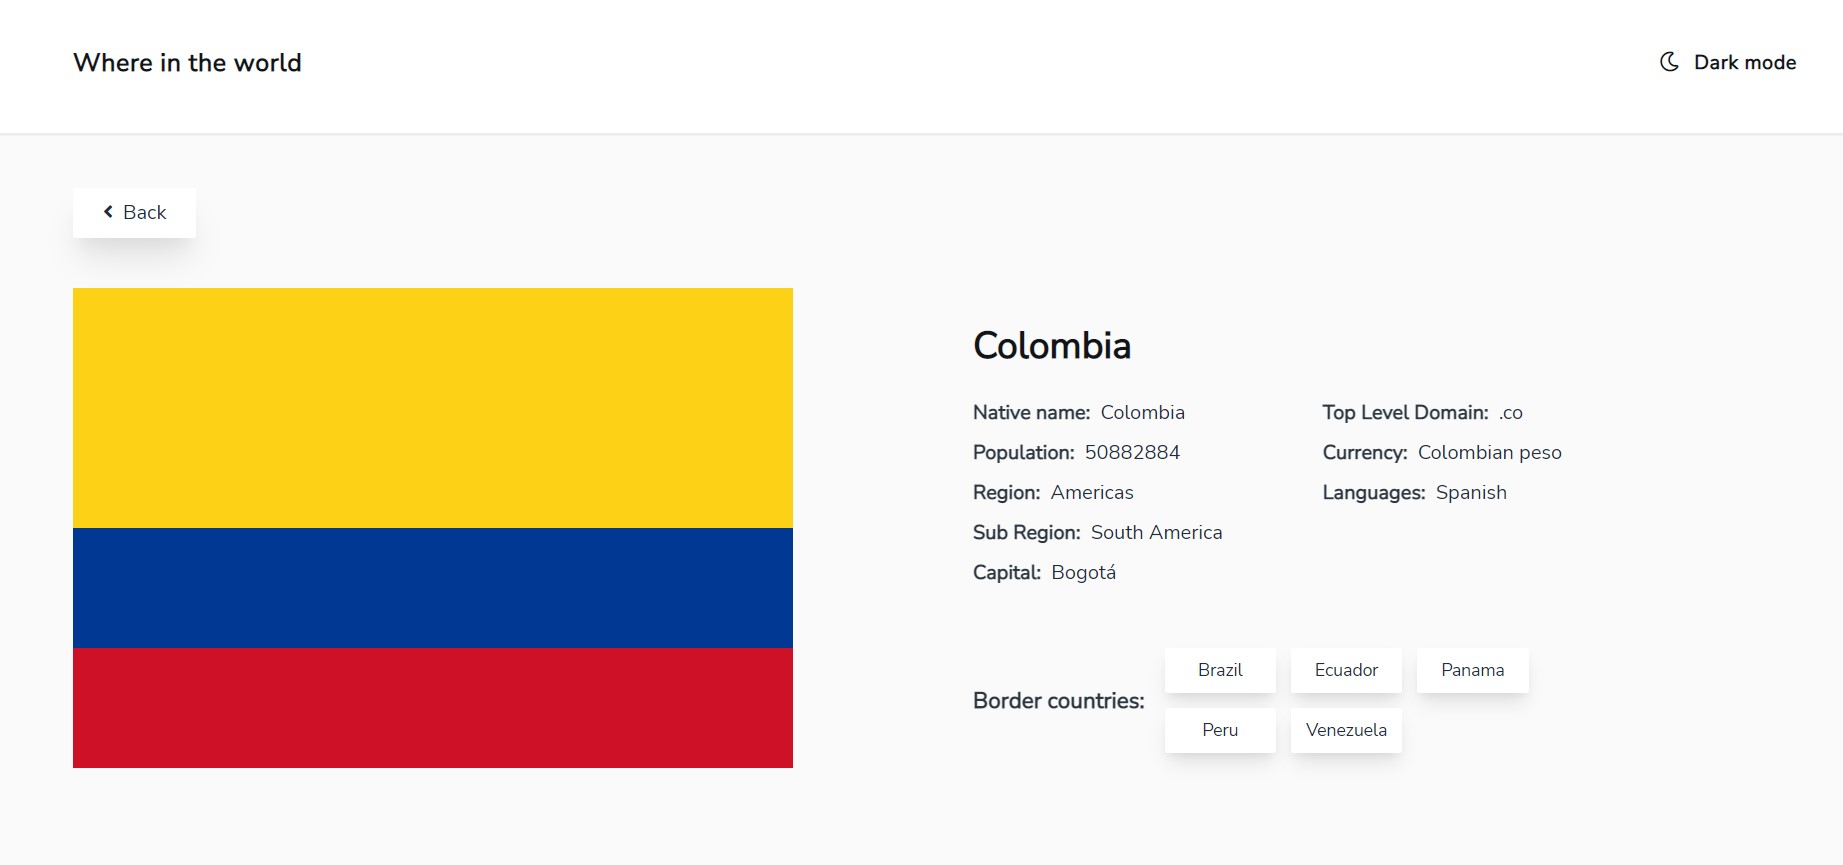 Where in the world
Dark mode
Back
Colombia
Native name: Colombia
Population: 50882884
Region: Americas
Sub Region: South America
Capital: Bogotá
Top Level Domain: .co
Currency: Colombian peso
Languages: Spanish
Border countries:
Brazil Ecuador Panama
Peru Venezuela